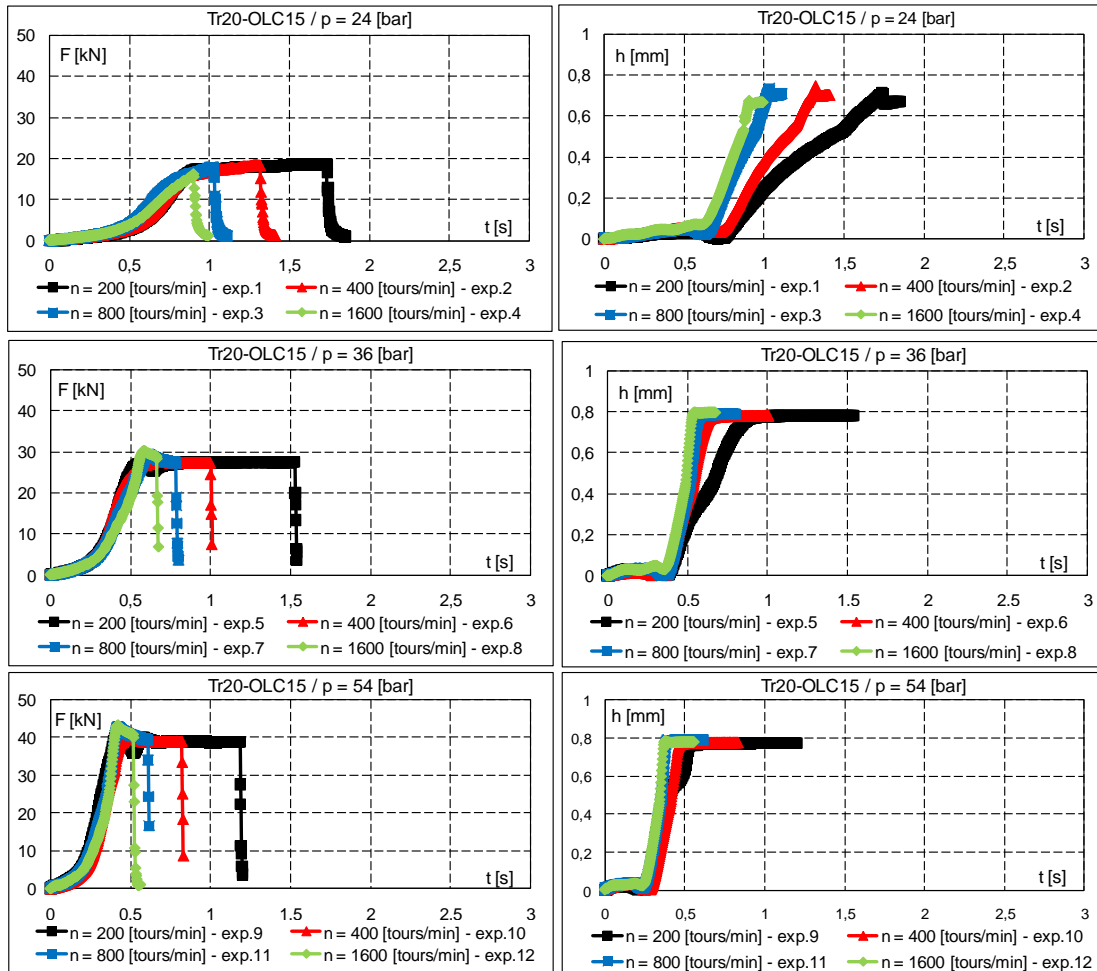 Tr20-OLC15 / p = 24 [bar]
F [kN]
50
40
30
20
10
0
0 0,5 1 1,5 2 2,5 3
t [s]
n = 200 [tours/min] - exp.1 n = 400 [tours/min] - exp.2
n = 800 [tours/min] - exp.3 n = 1600 [tours/min] - exp.4
Tr20-OLC15 / p = 24 [bar]
h [mm]
1
0,8
0,6
0,4
0,2
0
0 0,5 1 1,5 2 2,5 3
t [s]
n = 200 [tours/min] - exp.1 n = 400 [tours/min] - exp.2
n = 800 [tours/min] - exp.3 n = 1600 [tours/min] - exp.4
Tr20-OLC15 / p = 36 [bar]
F [kN]
50
40
30
20
10
0
0 0,5 1 1,5 2 2,5 3
t [s]
n = 200 [tours/min] - exp.5 n = 400 [tours/min] - exp.6
n = 800 [tours/min] - exp.7 n = 1600 [tours/min] - exp.8
Tr20-OLC15 / p = 36 [bar]
h [mm]
1
0,8
0,6
0,4
0,2
0
0 0,5 1 1,5 2 2,5 3
t [s]
n = 200 [tours/min] - exp.5 n = 400 [tours/min] - exp.6
n = 800 [tours/min] - exp.7 n = 1600 [tours/min] - exp.8
Tr20-OLC15 / p = 54 [bar]
F [kN]
50
40
30
20
10
0
0 0,5 1 1,5 2 2,5 3
t [s]
n = 200 [tours/min] - exp.9 n = 400 [tours/min] - exp.10
n = 800 [tours/min] - exp.11 n = 1600 [tours/min] - exp.12
Tr20-OLC15 / p = 54 [bar]
h [mm]
1
0,8
0,6
0,4
0,2
0
0 0,5 1 1,5 2 2,5 3
t [s]
n = 200 [tours/min] - exp.9 n = 400 [tours/min] - exp.10
n = 800 [tours/min] - exp.11 n = 1600 [tours/min] - exp.12